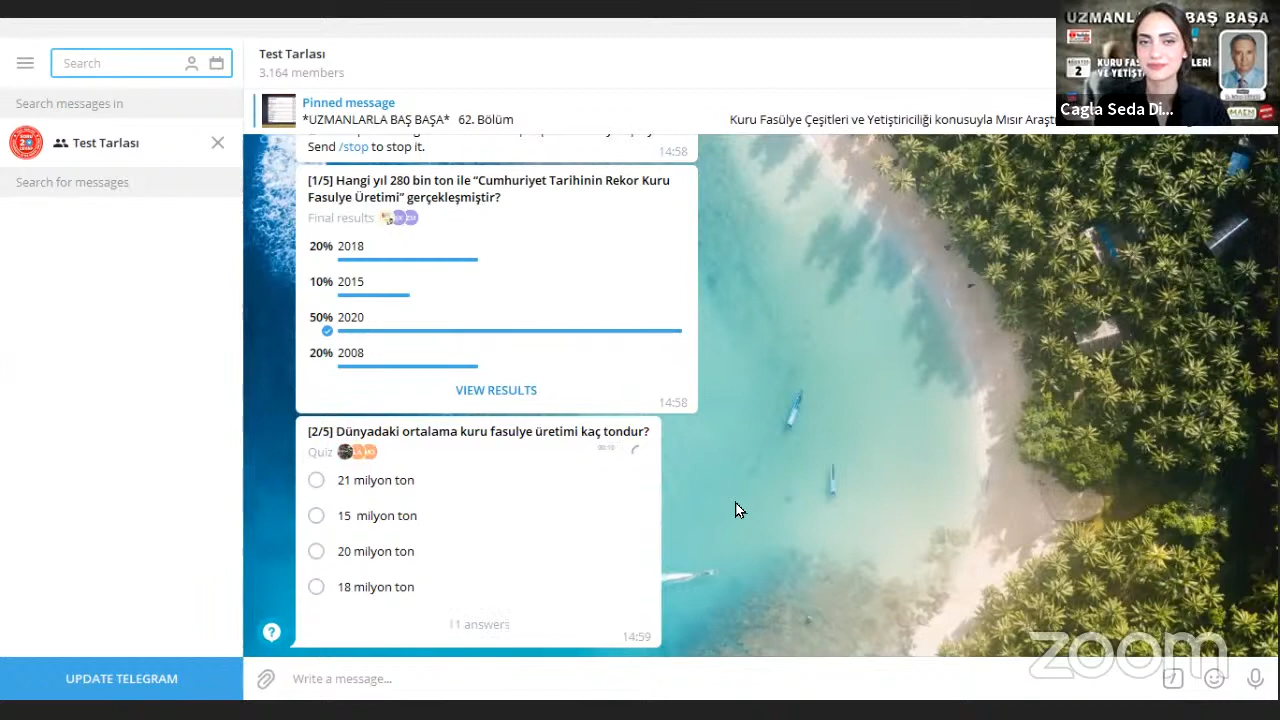 Search
Search messages in
Test Tarlası
Search for messages
UPDATE TELEGRAM
Test Tarlası
3.164 members
Pinned message
*UZMANLARLA BAŞ BAŞA* 62. Bölüm
Kuru Fasülye Çeşitleri ve Yetiştiriciliği konusuyla Mısır Araştı
Send /stop to stop it.
14:58
[1/5] Hangi yıl 280 bin ton ile “Cumhuriyet Tarihinin Rekor Kuru
Fasulye Üretimi” gerçekleşmiştir?
Final results
20% 2018
10% 2015
50% 2020
20% 2008
VIEW RESULTS
14:58
[2/5] Dünyadaki ortalama kuru fasulye üretimi kaç tondur?
Quiz
00:10
21 milyon ton
15 milyon ton
20 milyon ton
18 milyon ton
11 answers
14:59
Write a message...
BAŞ BAŞA
2
Cagla Seda Di...
MAEM
zoom